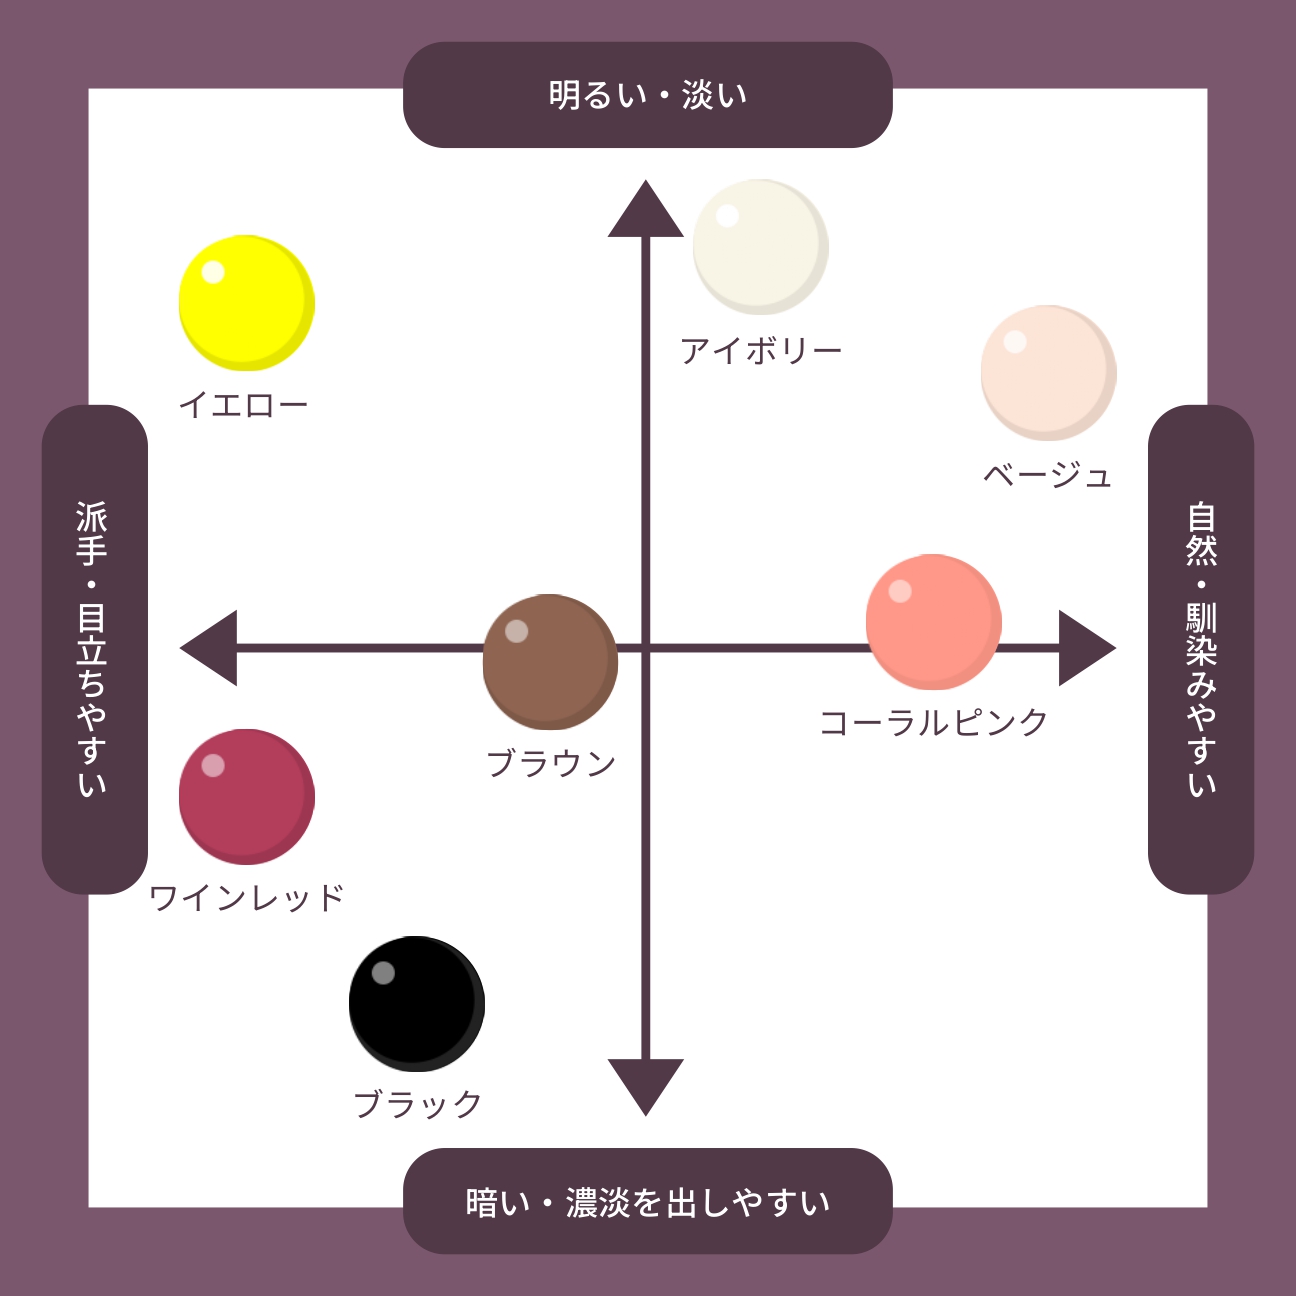 明るい・淡い
アイボリー
イエロー
ベージュ
派手・目立ちやすい
自然・馴染みやすい
コーラルピンク
ブラウン
ワインレッド
ブラック
暗い・濃淡を出しやすい